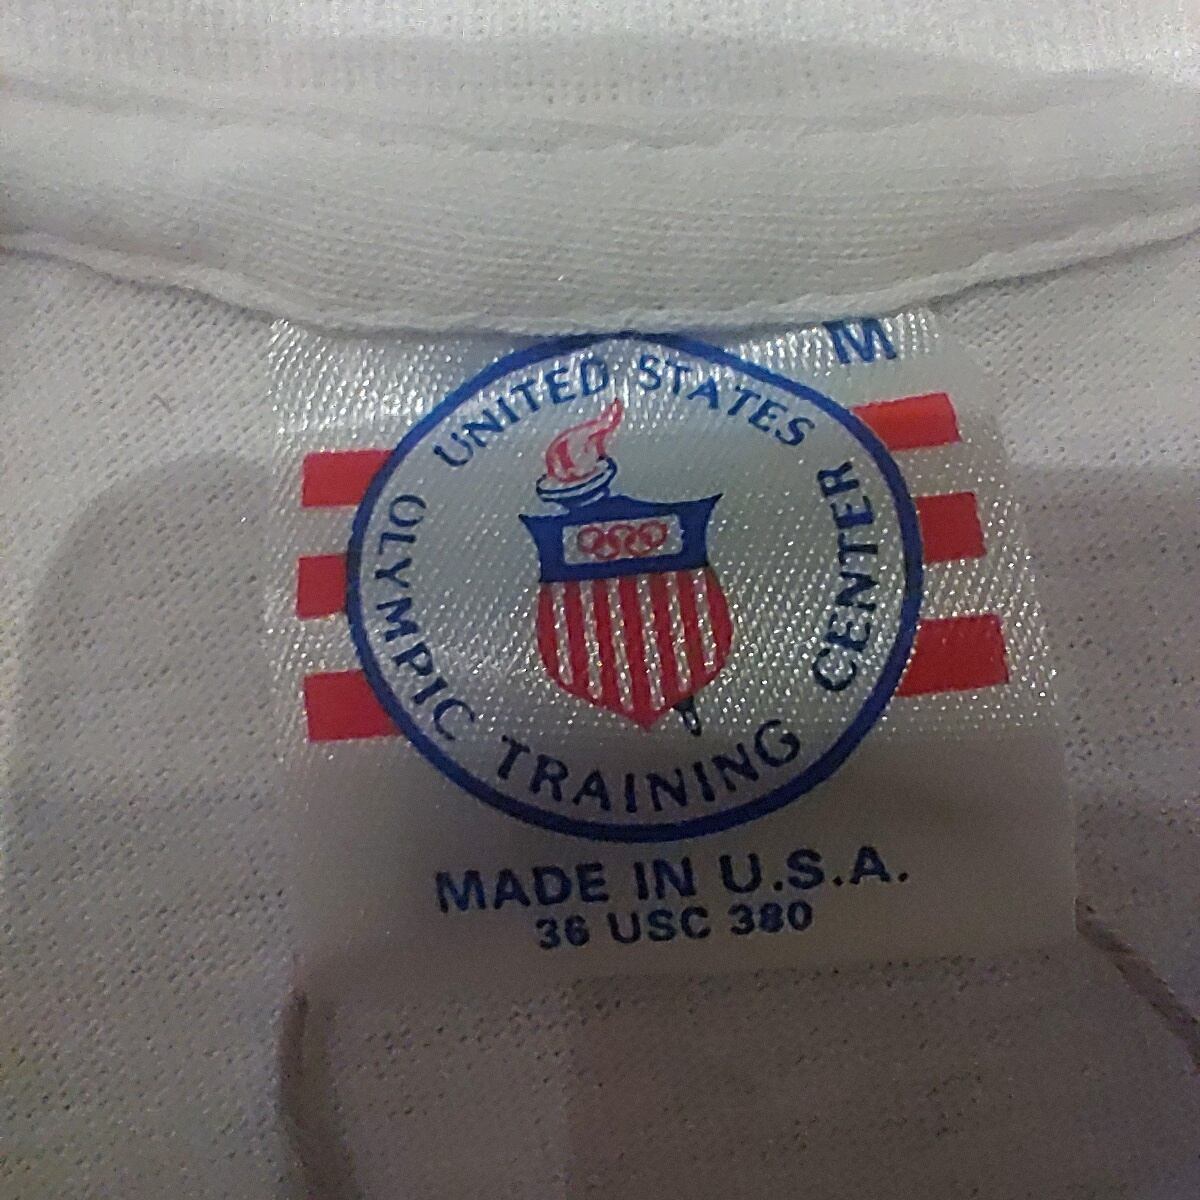 M
UNITED STATES
OLYMPIC TRAINING CENTER
MADE IN U.S.A.
36 USC 380